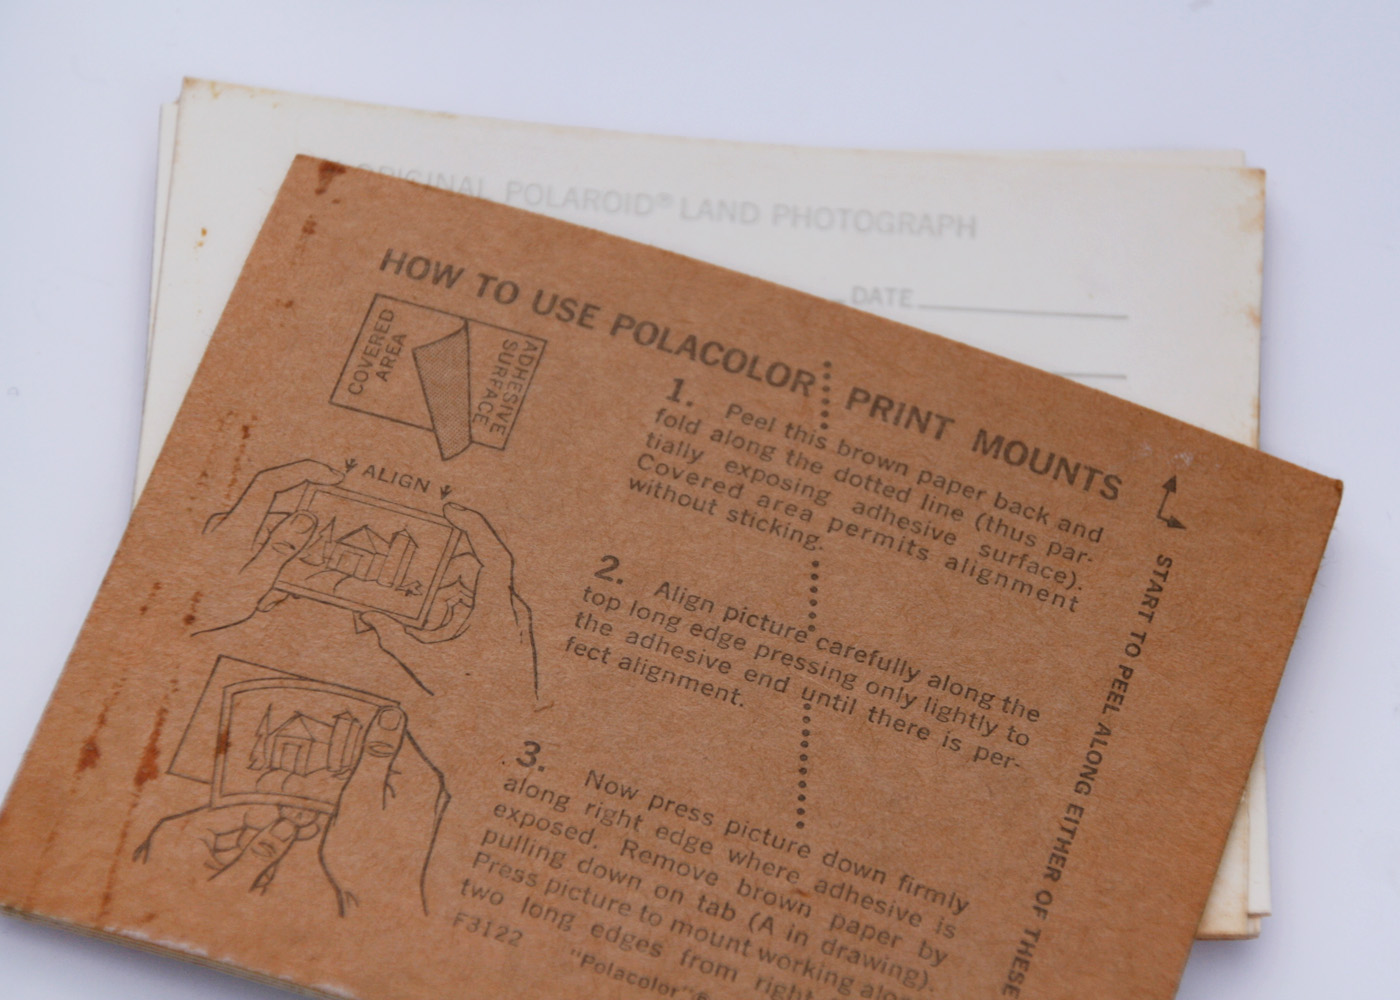 ORIGINAL POLAROID® LAND PHOTOGRAPH
DATE
HOW TO USE POLACOLOR PRINT MOUNTS
COVERED
AREA
ADHESIVE
SURFACE
ALIGN
1. Peel this brown paper back and
fold along the dotted line (thus par-
tially exposing adhesive surface).
Covered area permits alignment
without sticking.
2. Align picture carefully along the
top long edge pressing only lightly to
the adhesive end until there is per-
fect alignment.
3. Now press picture down firmly
along right edge where adhesive is
exposed. Remove brown paper by
pulling down on tab (A in drawing).
Press picture to mount working
two long edges from
F3122
"Polacolor"
START TO PEEL ALONG EITHER OF THESE